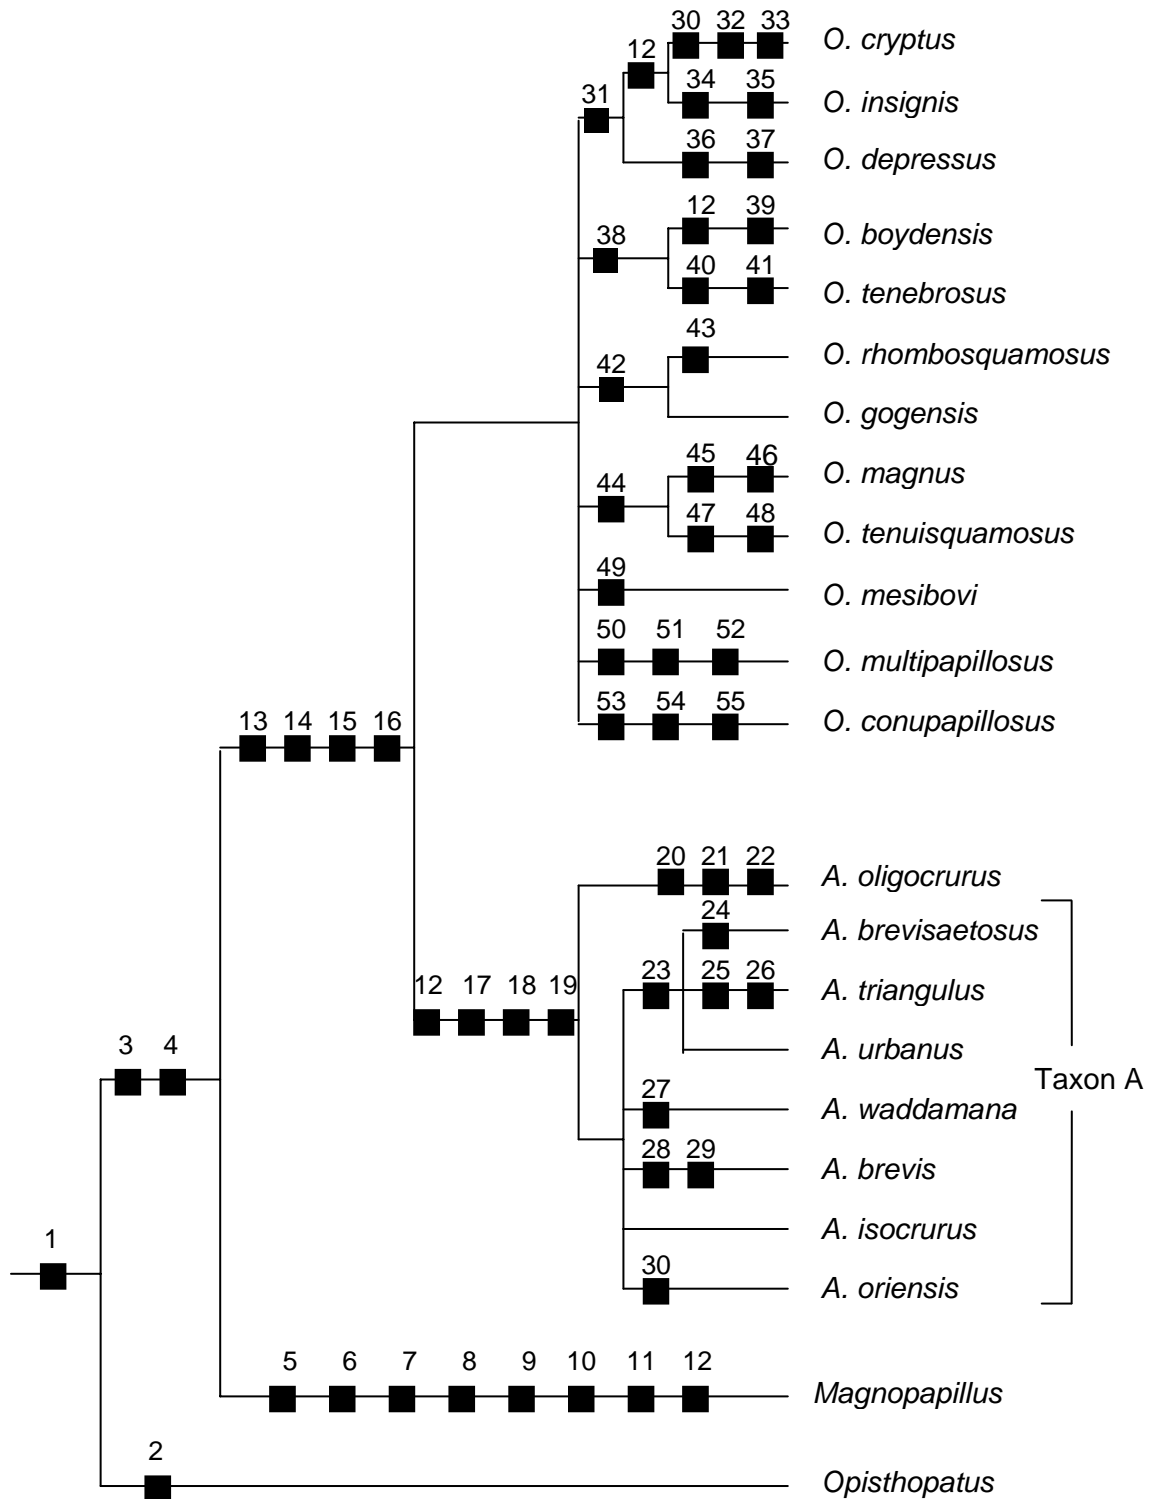 30 32 33
O. cryptus
12
34 35
O. insignis
31
36 37
O. depressus
12 39
O. boydensis
38
40 41
O. tenebrosus
43
O. rhombosquamosus
42
O. gogensis
45 46
O. magnus
44
47 48
O. tenuisquamosus
49
O. mesibovi
50 51 52
O. multipapillosus
53 54 55
O. conupapillosus
13 14 15 16
20 21 22
A. oligocrurus
24
A. brevisaetosus
23 25 26
A. triangulus
12 17 18 19
A. urbanus
3 4
Taxon A
27
A. waddamana
28 29
A. brevis
1
A. isocrurus
30
A. oriensis
5 6 7 8 9 10 11 12
Magnopapillus
2
Opisthopatus